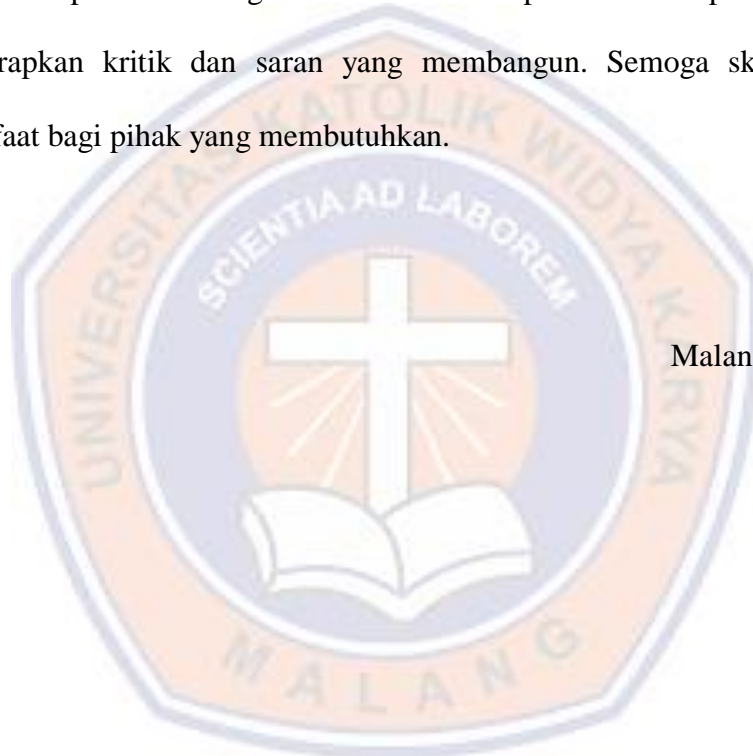 rapkan kritik dan saran yang membangun. Semoga sk
faat bagi pihak yang membutuhkan.
UNIVERSITAS KATOLIK WIDYA KARYA
SCIENTIA AD LABOREM
Malan
MALANG